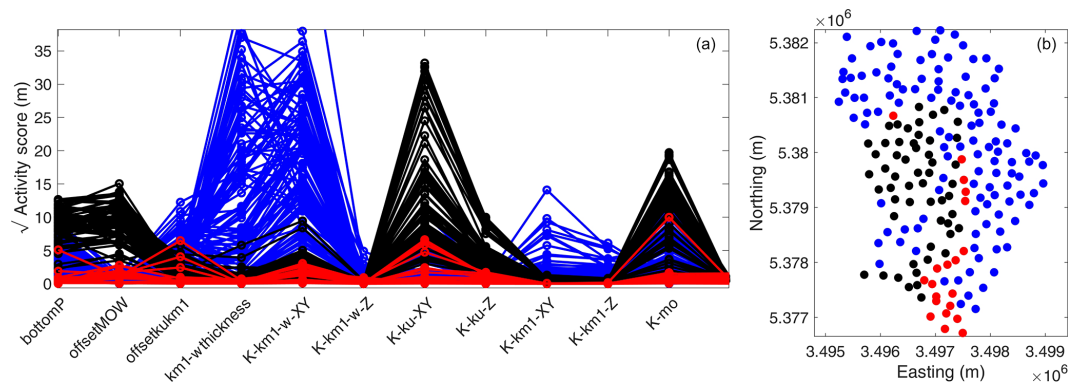 (a)
√ Activity score (m)
35
30
25
20
15
10
5
0
bottomP
offsetMOW
offsetkukm1
km1-wthickness
K-km1-w-XY
K-km1-w-Z
K-ku-XY
K-ku-Z
K-km1-XY
K-km1-Z
K-mo
×10⁶
(b)
Northing (m)
5.382
5.381
5.38
5.379
5.378
5.377
3.495 3.496 3.497 3.498 3.499
Easting (m) ×10⁶